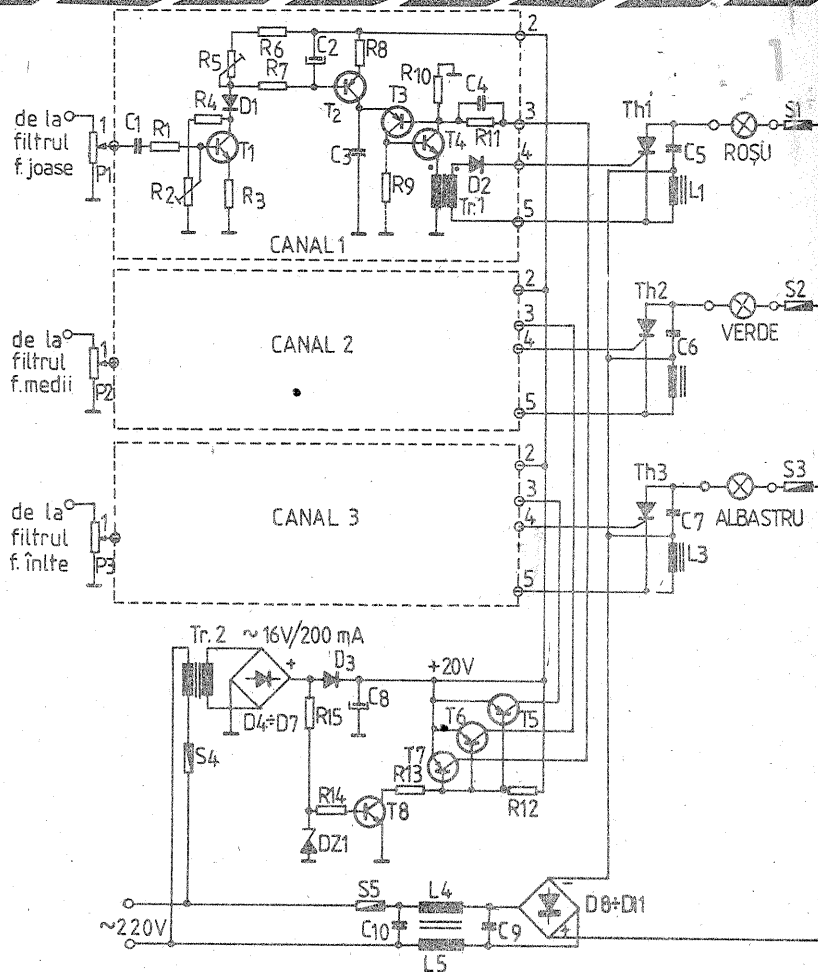 2
R6
C2
R8
R5
R7
R10
C4
T3
T2
D1
R4
3
Th1
S1
de la
filtrul
f.joase
1
P1
C1
R1
T1
C3
T4
R11
4
C5
ROȘU
R2
R3
R9
D2
Tr.1
L1
5
CANAL 1
2
Th2
S2
3
de la
filtrul
f.medii
1
P2
CANAL 2
4
C6
VERDE
5
2
Th3
S3
3
de la
filtrul
f. înlte
1
P3
CANAL 3
4
C7
ALBASTRU
L3
5
Tr. 2
~ 16V/200 mA
+
D3
+20V
D4÷D7
R15
C8
T6
T5
S4
T7
R13
R12
R14
T8
DZ1
S5
L4
-
D8÷D11
~220V
C10
C9
+
L5